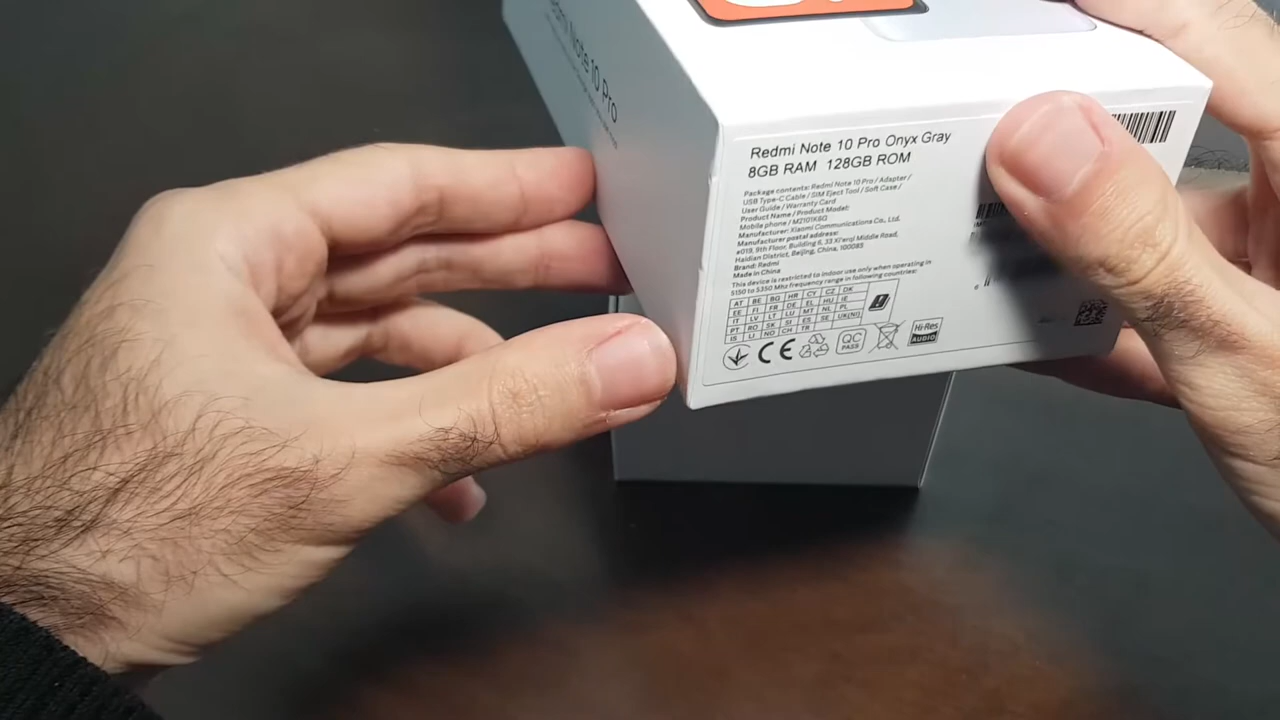 Redmi Note 10 Pro
Redmi Note 10 Pro Onyx Gray
8GB RAM 128GB ROM
Package contents: Redmi Note 10 Pro / Adapter /
USB Type-C Cable / SIM Eject Tool / Soft Case /
User Guide / Warranty Card
Product Name / Product Model:
Mobile phone / M2101K6G
Manufacturer: Xiaomi Communications Co., Ltd.
Manufacturer postal address:
#019, 9th Floor, Building 6, 33 Xi'erqi Middle Road,
Haidian District, Beijing, China, 100085
Brand: Redmi
Made in China
This device is restricted to indoor use only when operating in
5150 to 5350 Mhz frequency range in following countries:
AT BE BG HR CY CZ DK
EE FI FR DE EL HU IE
IT LV LT LU MT NL PL
PT RO SK SI ES SE UK(NI)
IS LI NO CH TR
CE
QC
PASS
Hi-Res
AUDIO